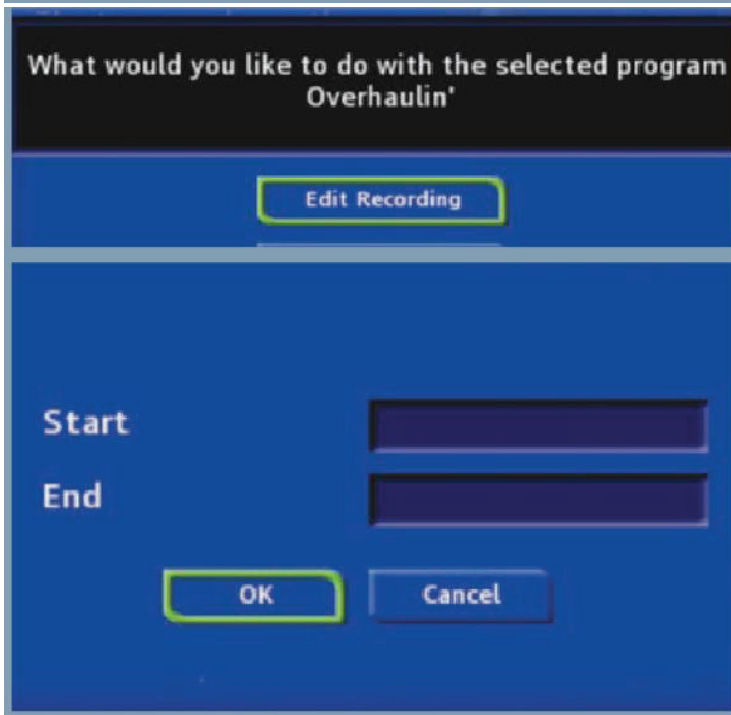 What would you like to do with the selected program
Overhaulin'
Edit Recording
Start
End
OK Cancel